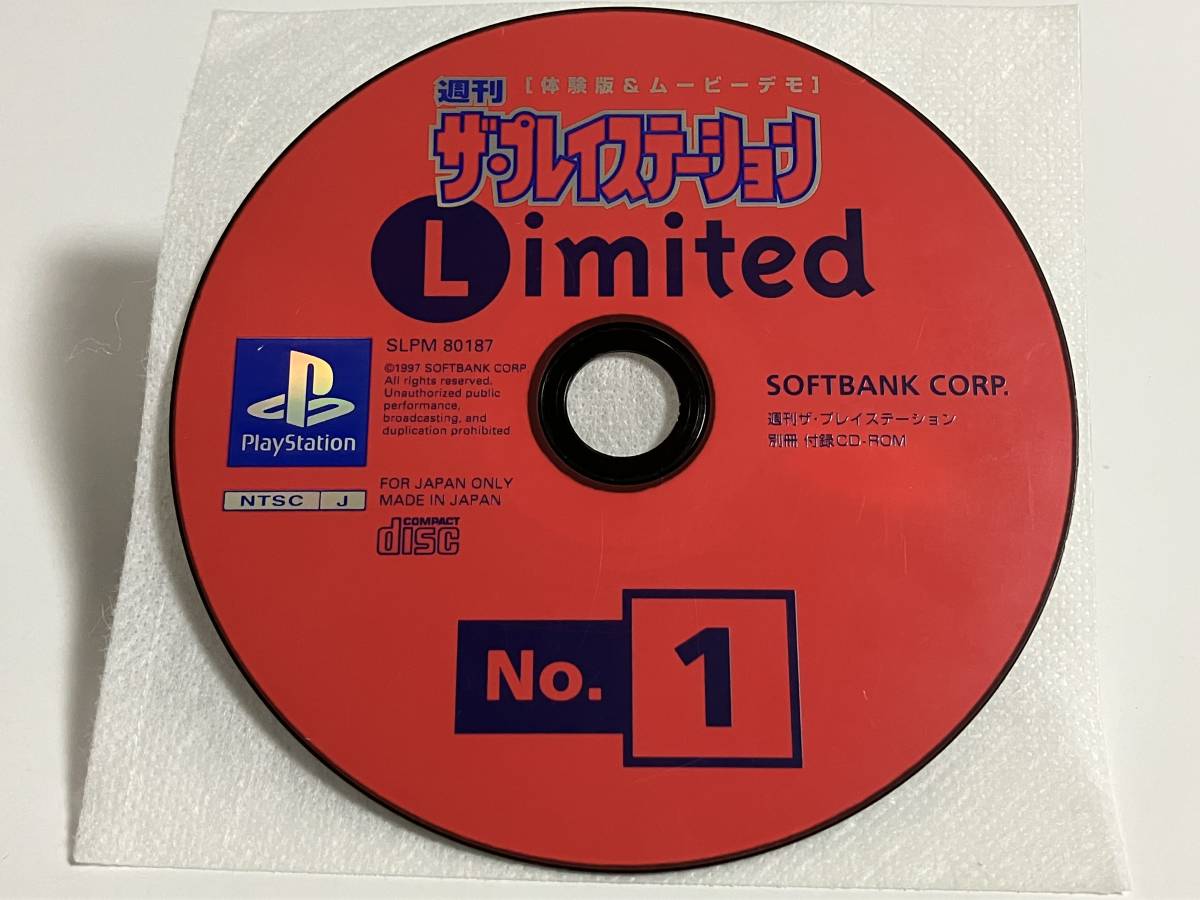 [体験版&ムービーデモ]
週刊
ザ・プレイステーション
Limited
SLPM 80187
©1997 SOFTBANK CORP.
All rights reserved.
Unauthorized public
performance,
broadcasting, and
duplication prohibited.
PlayStation
NTSC J
FOR JAPAN ONLY
MADE IN JAPAN
COMPACT
disc
SOFTBANK CORP.
週刊ザ・プレイステーション
別冊 付録CD-ROM
No. 1